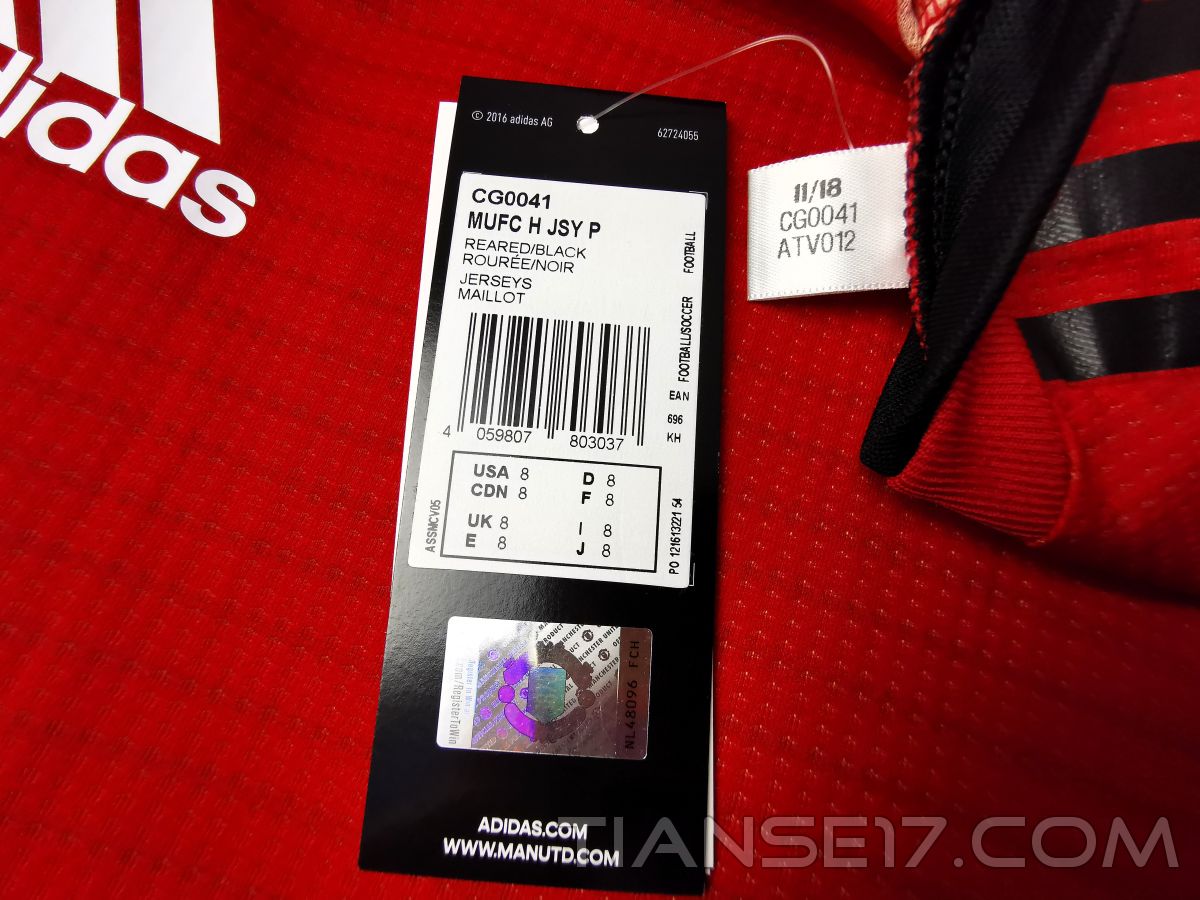 adidas
© 2016 adidas AG
62724055
CG0041
MUFC H JSY P
REARED/BLACK
ROURÉE/NOIR
JERSEYS
MAILLOT
FOOTBALL/SOCCER FOOTBALL
EAN
696
KH
4 059807 803037
USA 8 D 8
CDN 8 F 8
UK 8 I 8
E 8 J 8
ASSMCV05
PO 121613221 54
NL48096 FCH
.com/RegisterToWin
ADIDAS.COM
WWW.MANUTD.COM
11/18
CG0041
ATV012
TIANSE17.COM